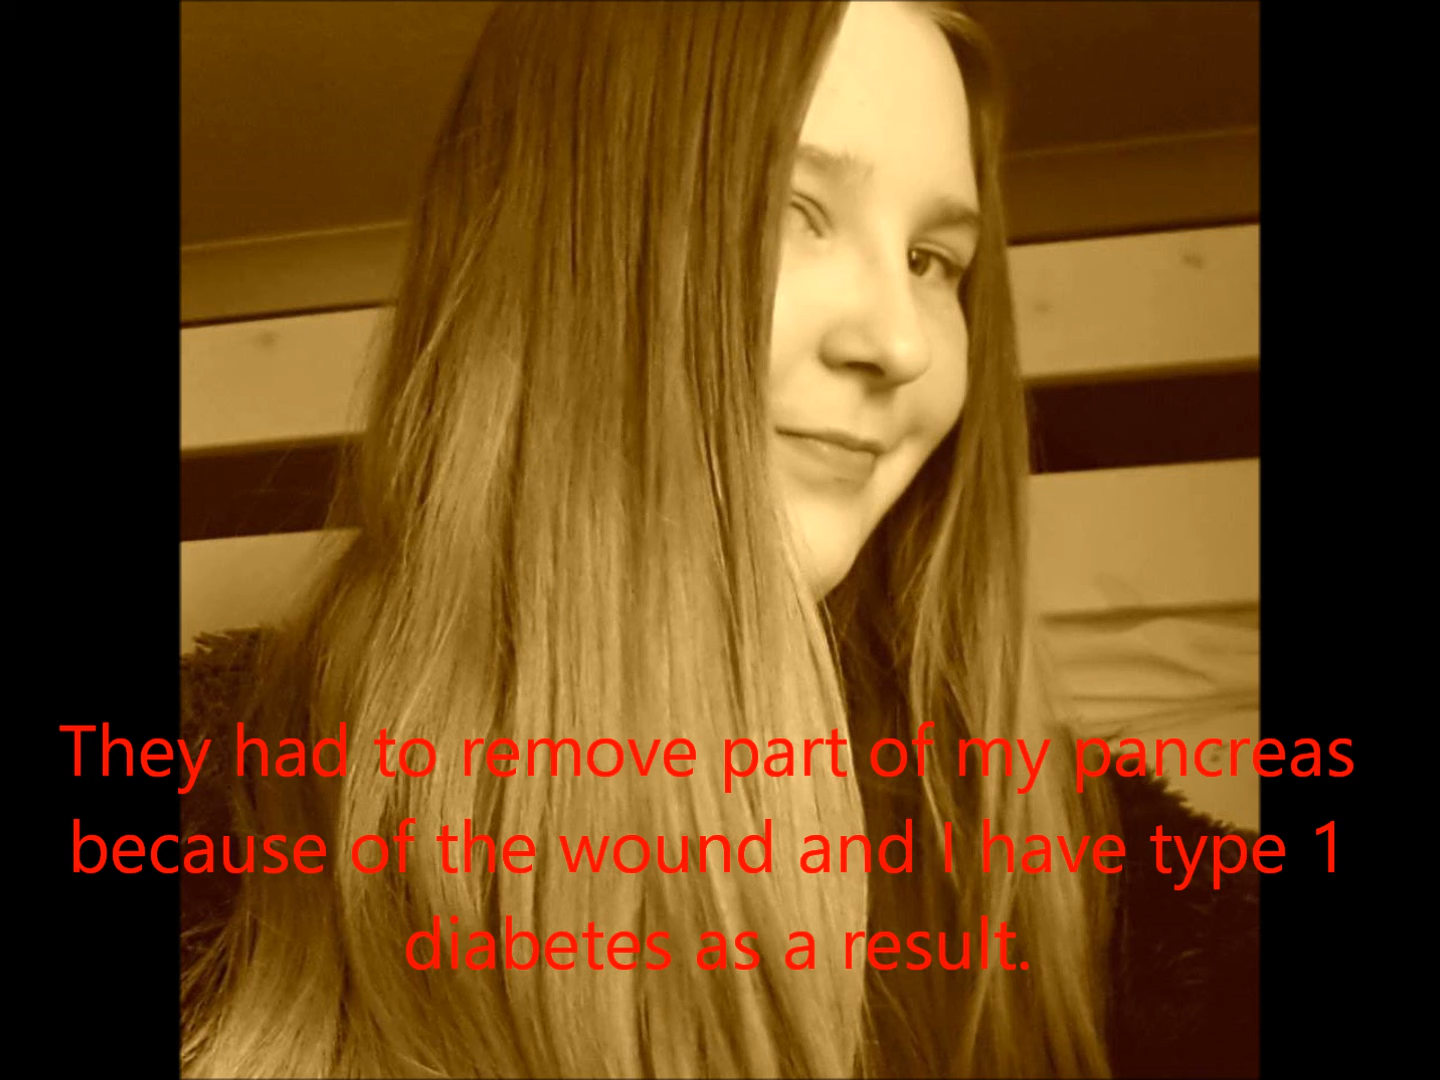 They had to remove part of my pancreas
because of the wound and I have type 1
diabetes as a result.